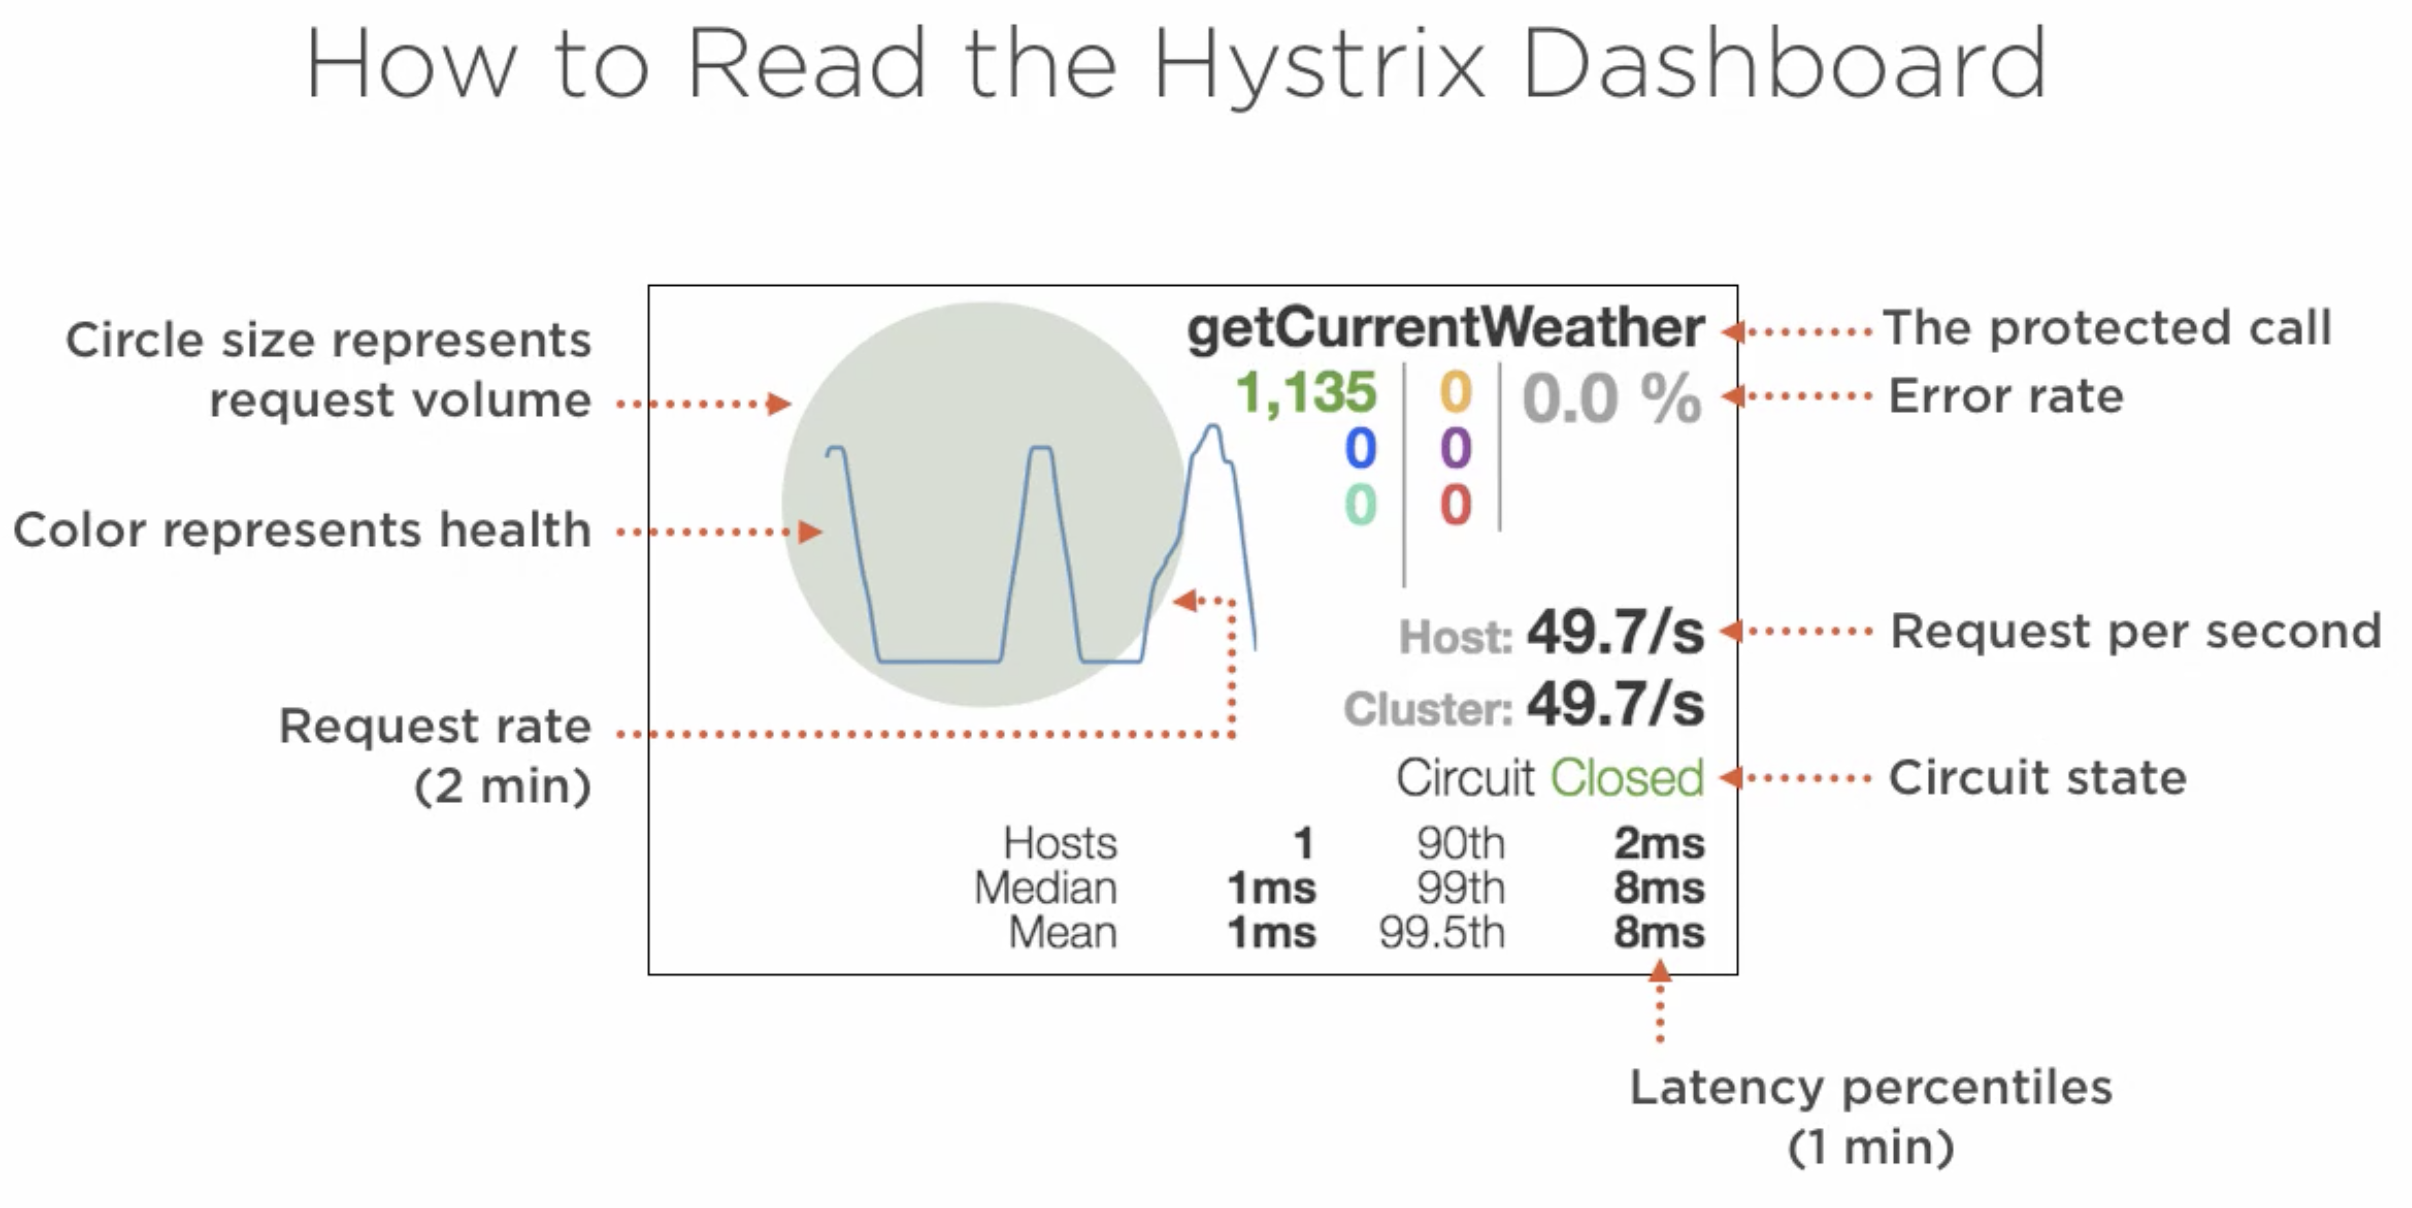 How to Read the Hystrix Dashboard
Circle size represents
request volume
Color represents health
Request rate
(2 min)
getCurrentWeather
1,135 0 0.0 %
0 0
0 0
Host: 49.7/s
Cluster: 49.7/s
Circuit Closed
Hosts 1 90th 2ms
Median 1ms 99th 8ms
Mean 1ms 99.5th 8ms
The protected call
Error rate
Request per second
Circuit state
Latency percentiles
(1 min)